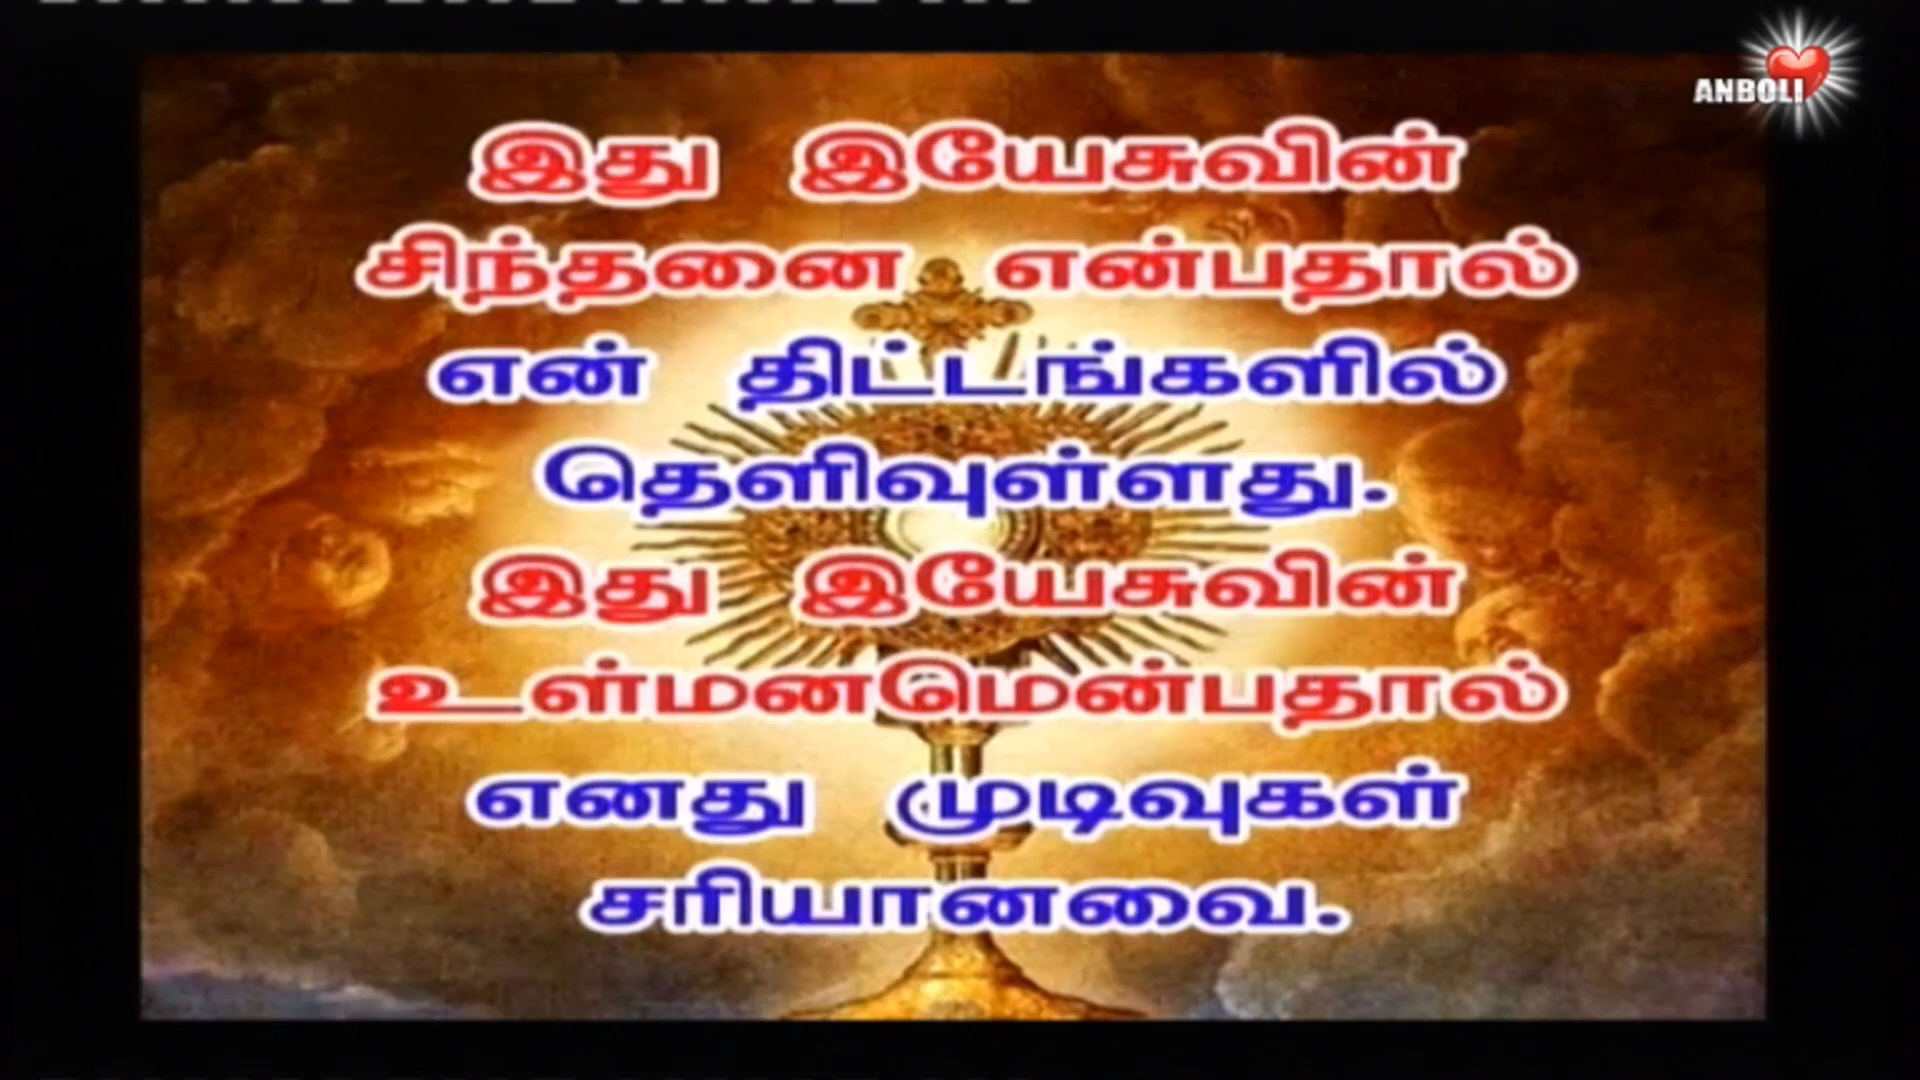 ANBOLI
இது இயேசுவின்
சிந்தனை என்பதால்
என் திட்டங்களில்
தெளிவுள்ளது.
இது இயேசுவின்
உள்மனமென்பதால்
எனது முடிவுகள்
சரியானவை.